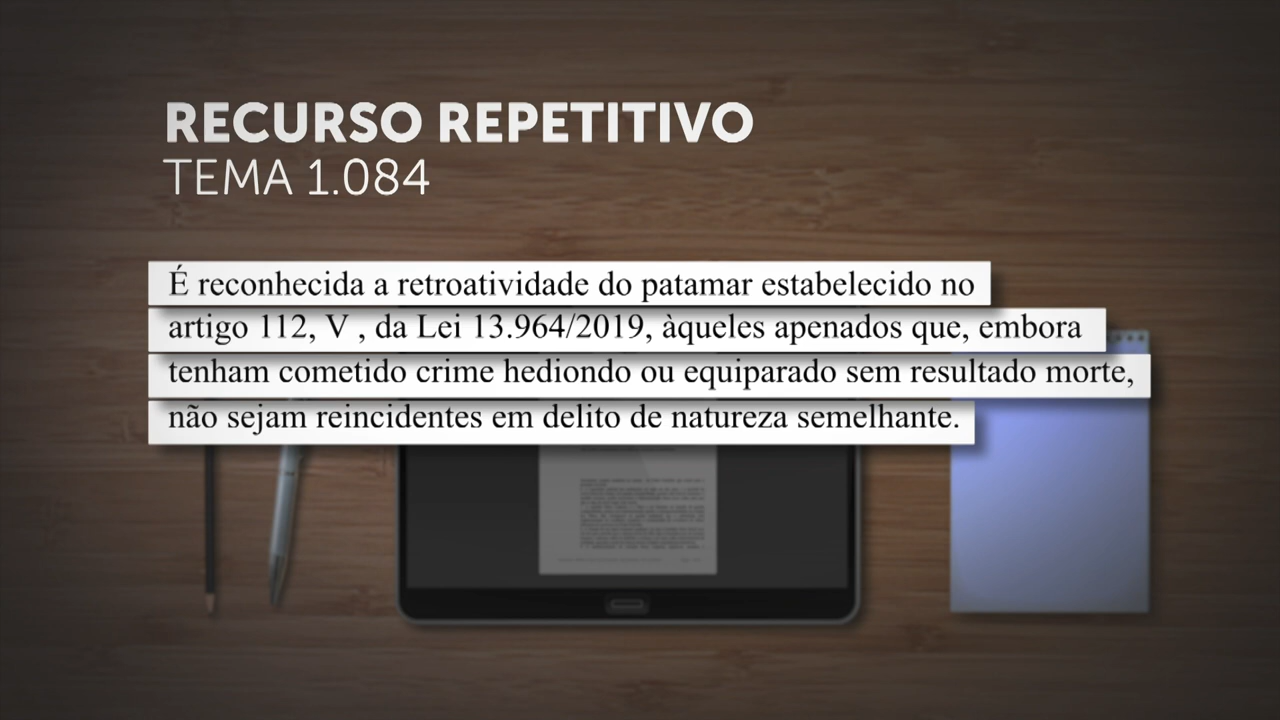 RECURSO REPETITIVO
TEMA 1.084
É reconhecida a retroatividade do patamar estabelecido no
artigo 112, V , da Lei 13.964/2019, àqueles apenados que, embora
tenham cometido crime hediondo ou equiparado sem resultado morte,
não sejam reincidentes em delito de natureza semelhante.